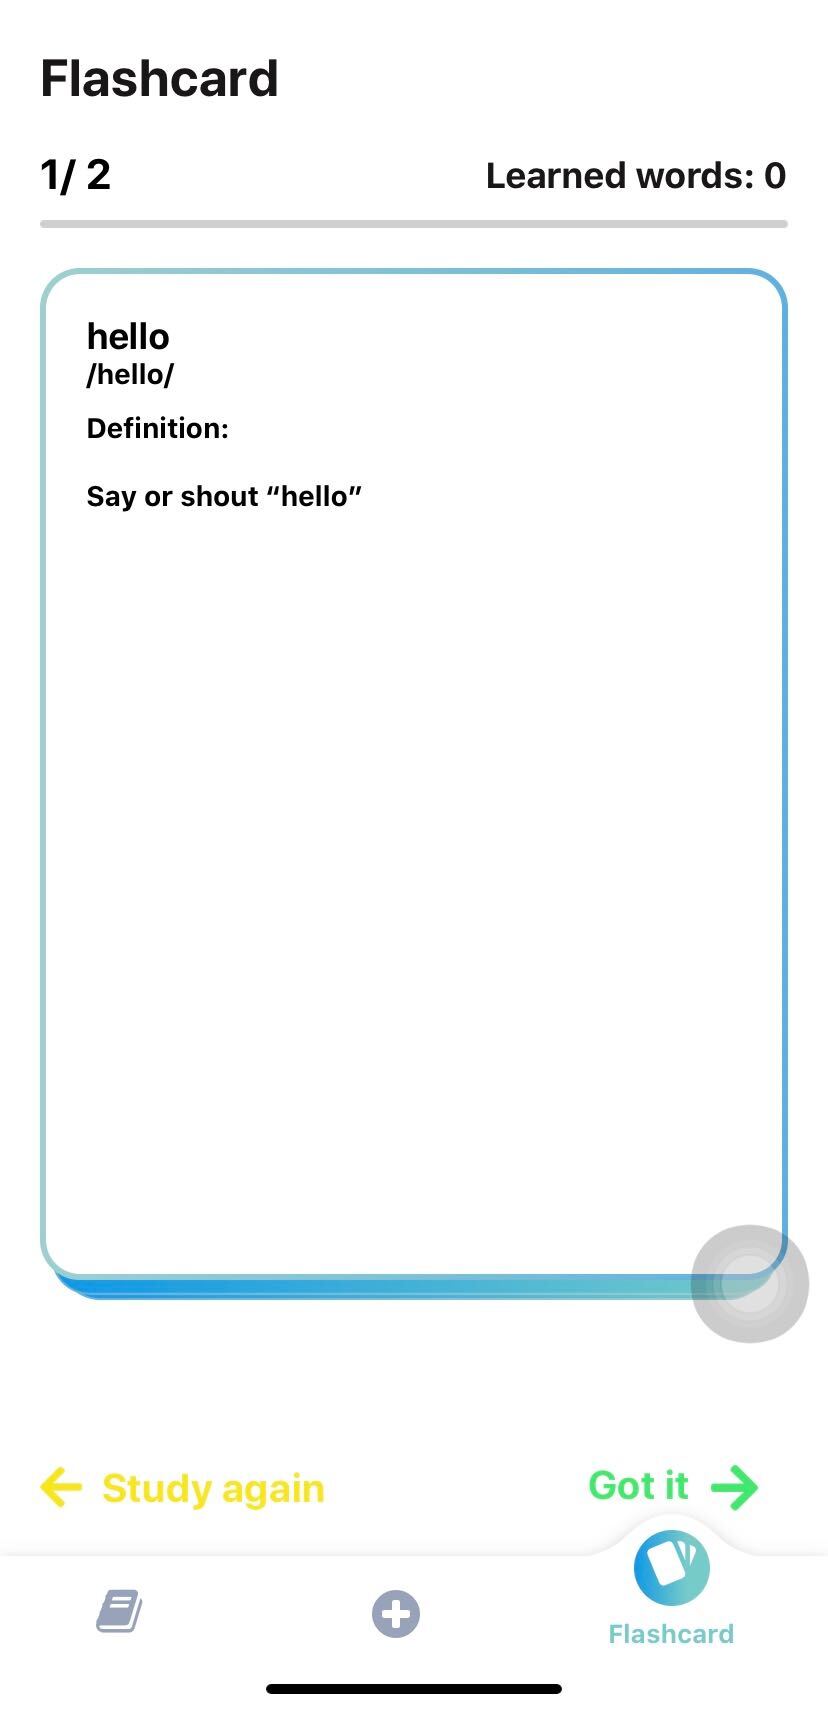 Flashcard
1/ 2
Learned words: 0
hello
/hello/
Definition:
Say or shout “hello”
Study again
Got it
Flashcard